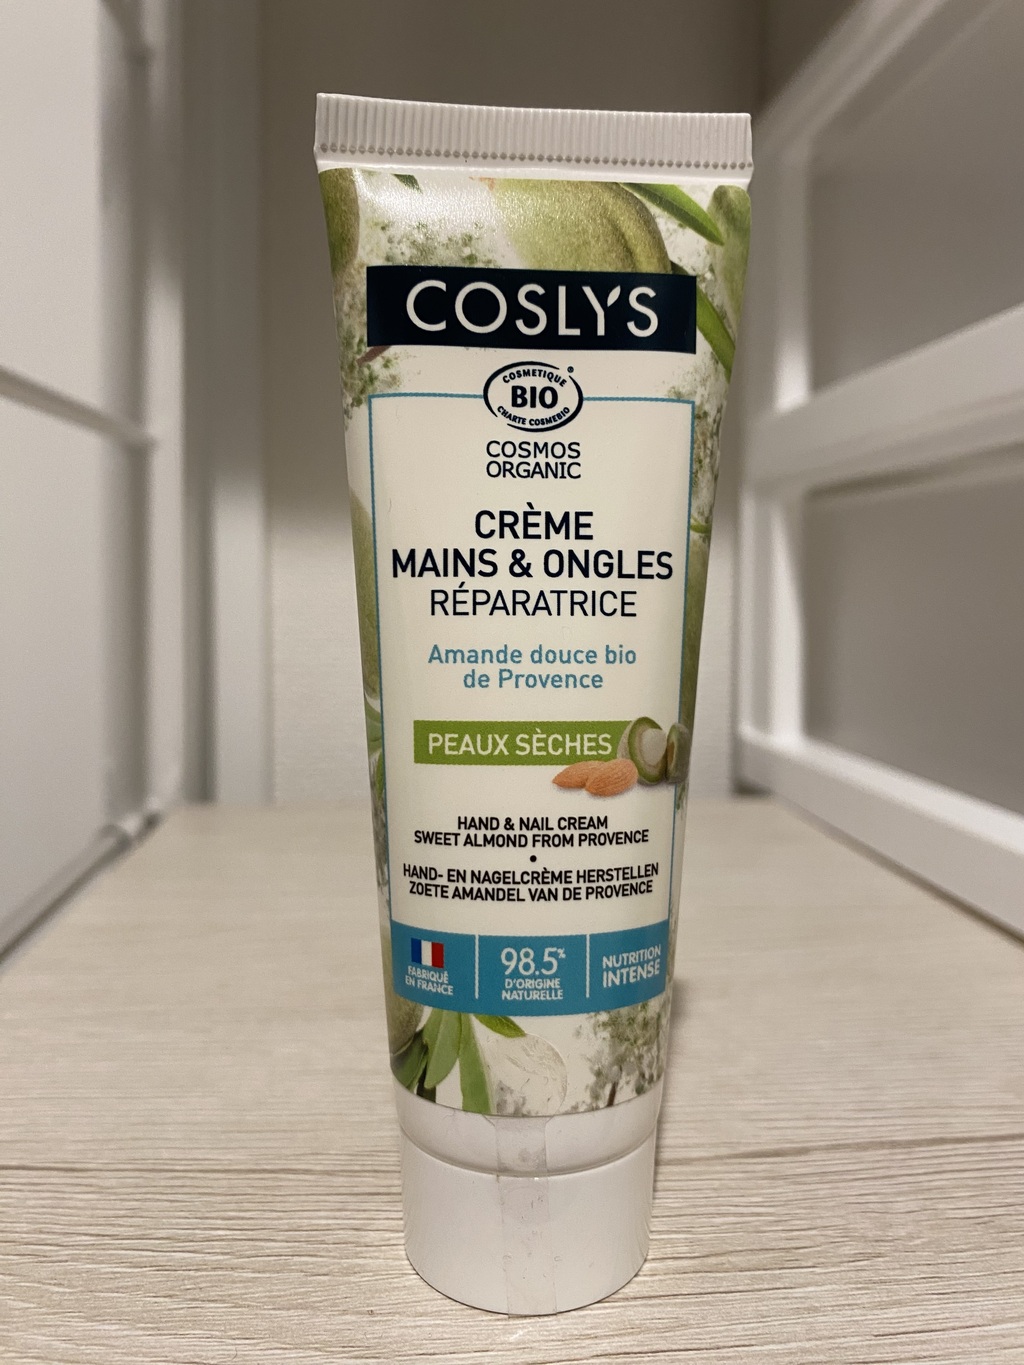 COSLYS
COSMETIQUE
BIO
®
CHARTE COSMEBIO
COSMOS
ORGANIC
CRÈME
MAINS & ONGLES
RÉPARATRICE
Amande douce bio
de Provence
PEAUX SÈCHES
HAND & NAIL CREAM
SWEET ALMOND FROM PROVENCE
•
HAND- EN NAGELCRÈME HERSTELLEN
ZOETE AMANDEL VAN DE PROVENCE
FABRIQUÉ
EN FRANCE
98.5%
D'ORIGINE
NATURELLE
NUTRITION
INTENSE